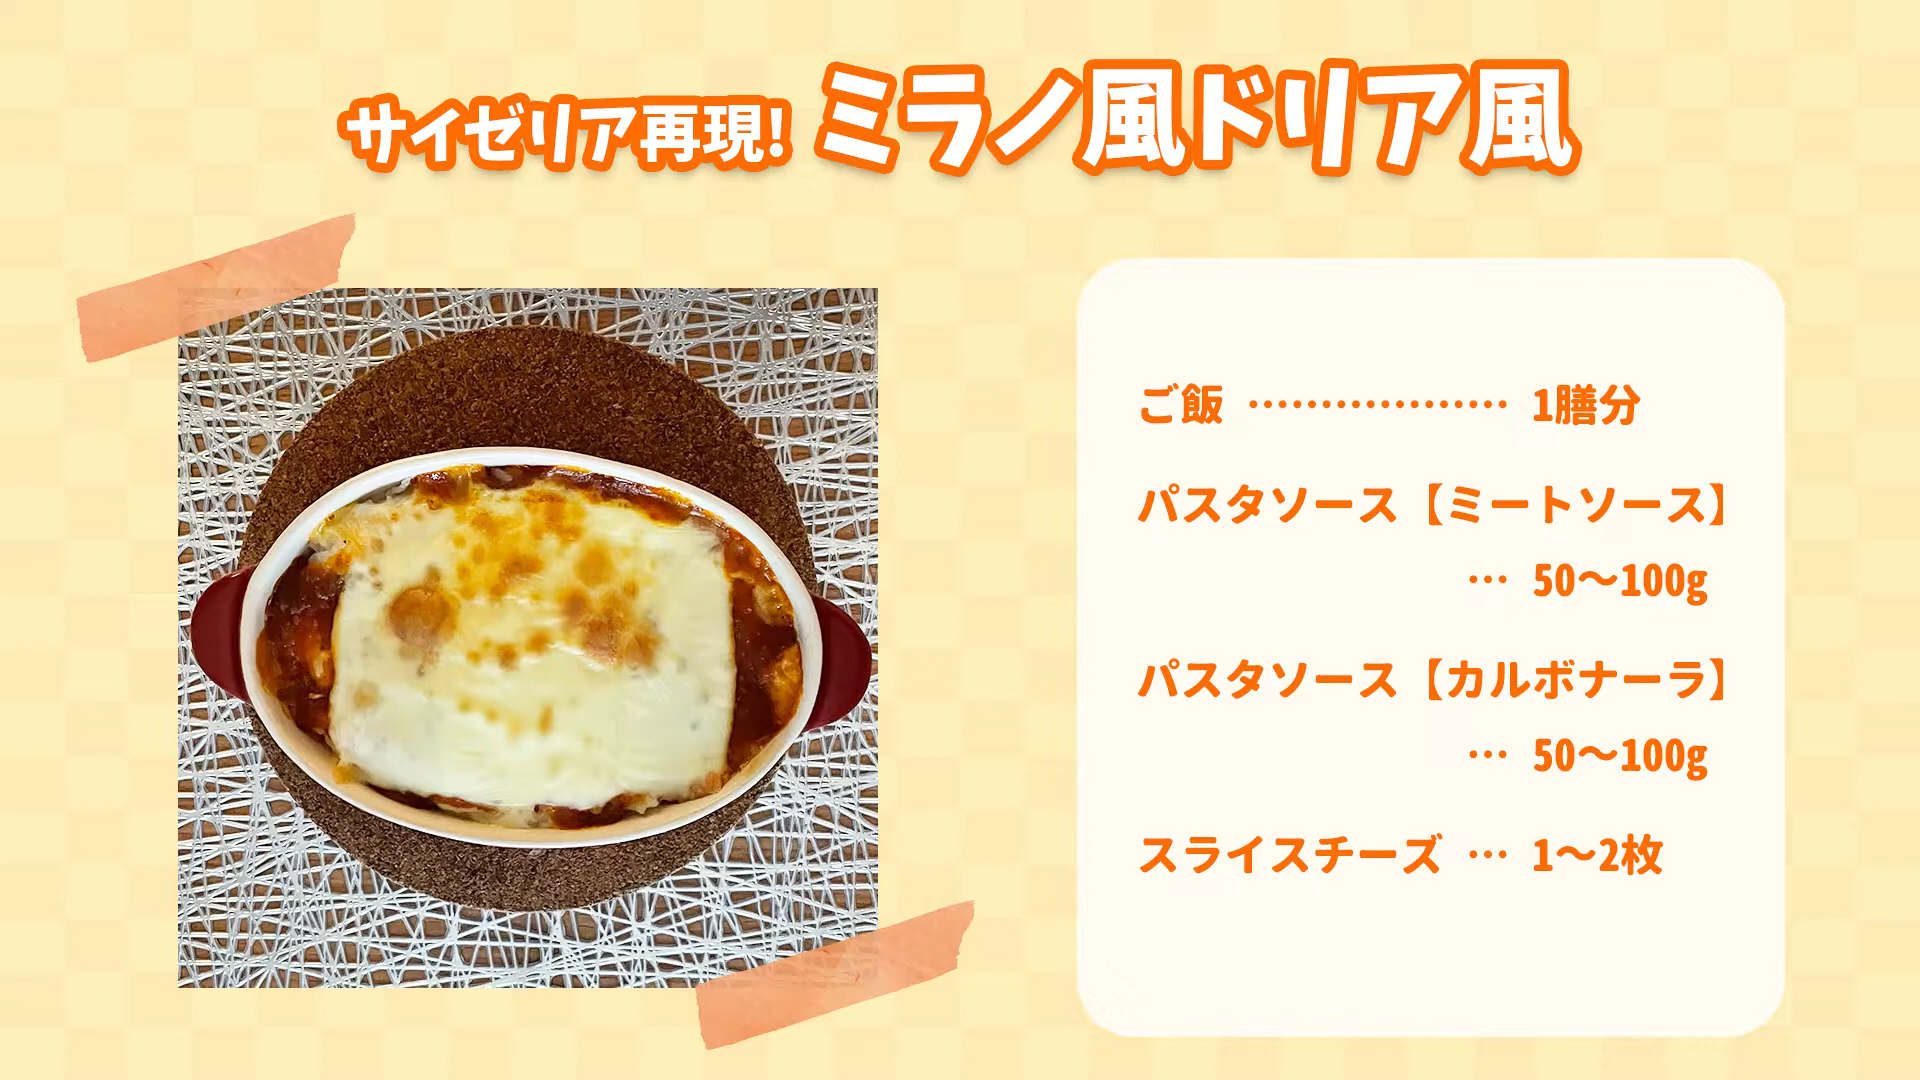 サイゼリア再現! ミラノ風ドリア風
ご飯 ……………… 1膳分
パスタソース【ミートソース】
… 50〜100g
パスタソース【カルボナーラ】
… 50〜100g
スライスチーズ … 1〜2枚